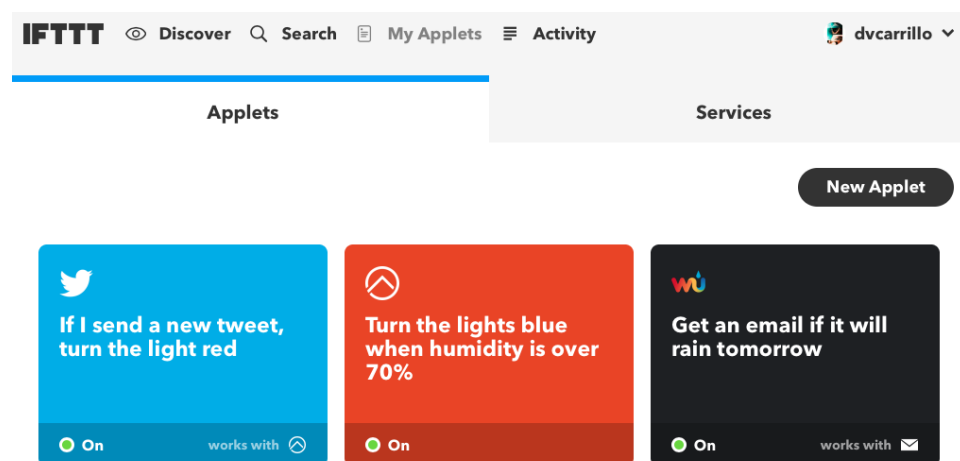 IFTTT Discover Search My Applets Activity dvcarrillo
Applets Services
New Applet
If I send a new tweet,
turn the light red
On works with
Turn the lights blue
when humidity is over
70%
On
wu
Get an email if it will
rain tomorrow
On works with